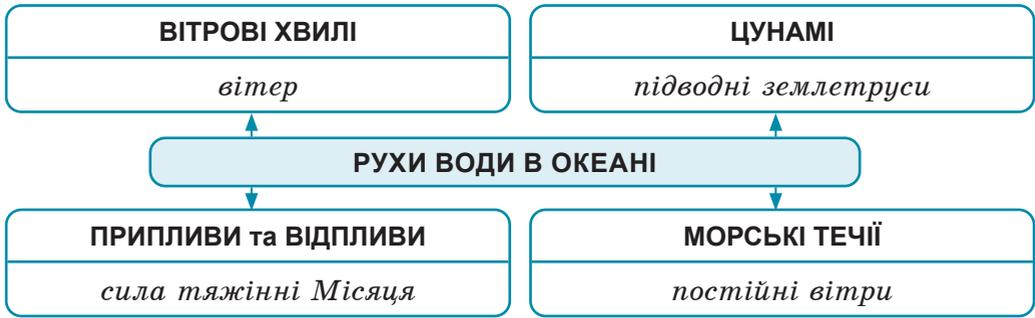 ВІТРОВІ ХВИЛІ
вітер
ЦУНАМІ
підводні землетруси
РУХИ ВОДИ В ОКЕАНІ
ПРИПЛИВИ та ВІДПЛИВИ
сила тяжінні Місяця
МОРСЬКІ ТЕЧІЇ
постійні вітри